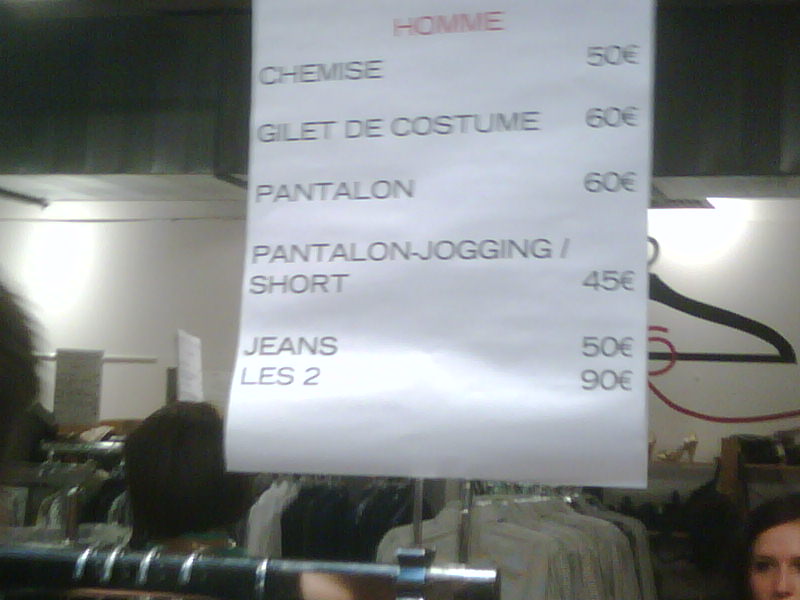 HOMME
CHEMISE 50€
GILET DE COSTUME 60€
PANTALON 60€
PANTALON-JOGGING /
SHORT 45€
JEANS 50€
LES 2 90€